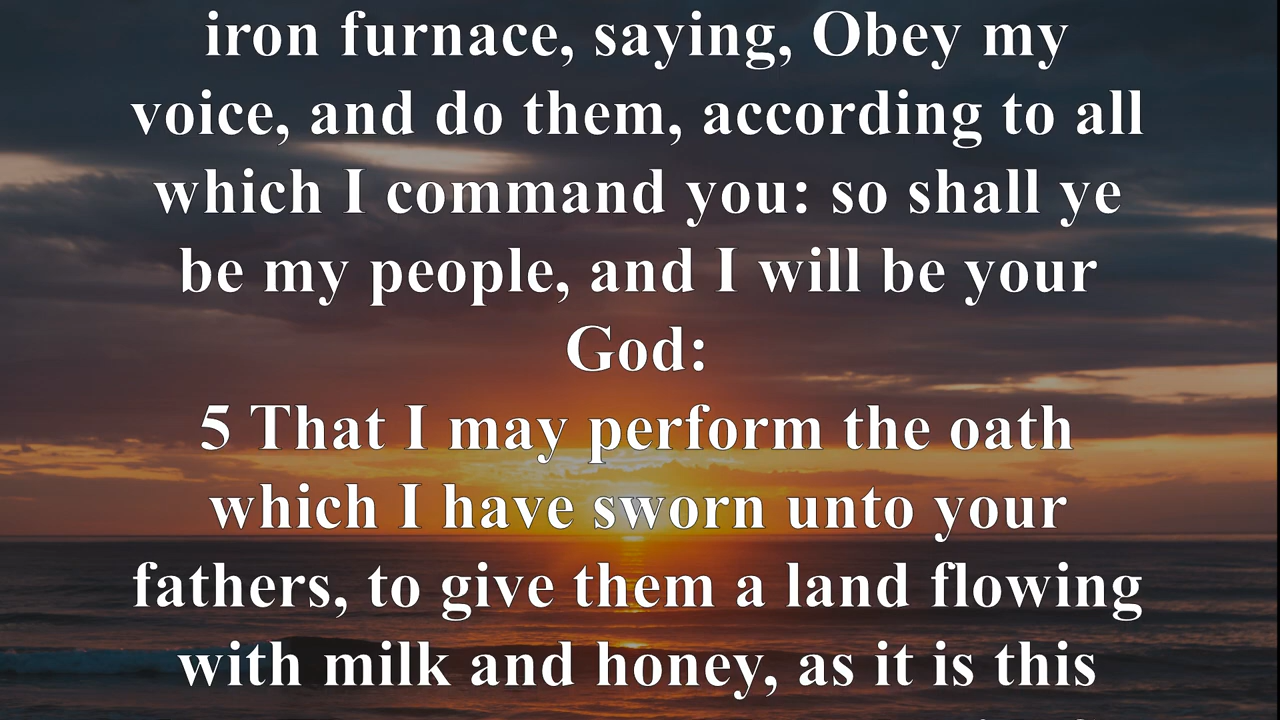 iron furnace, saying, Obey my
voice, and do them, according to all
which I command you: so shall ye
be my people, and I will be your
God:
5 That I may perform the oath
which I have sworn unto your
fathers, to give them a land flowing
with milk and honey, as it is this